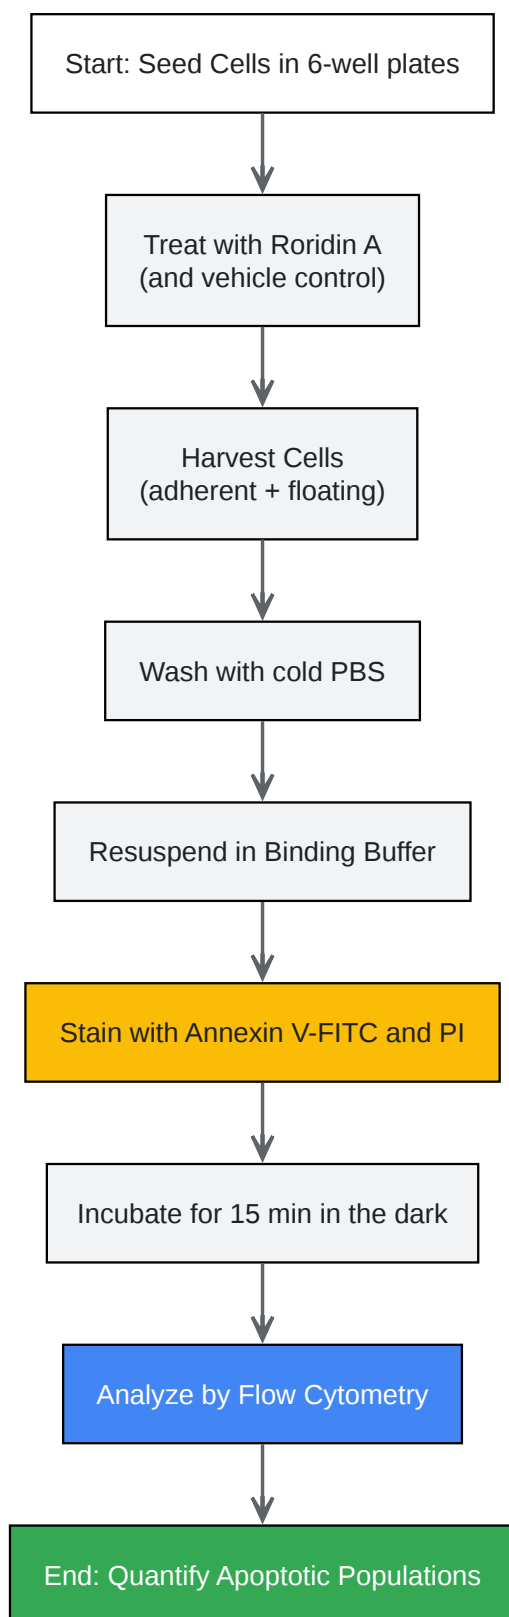 Start: Seed Cells in 6-well plates
Treat with Roridin A
(and vehicle control)
Harvest Cells
(adherent + floating)
Wash with cold PBS
Resuspend in Binding Buffer
Stain with Annexin V-FITC and PI
Incubate for 15 min in the dark
Analyze by Flow Cytometry
End: Quantify Apoptotic Populations